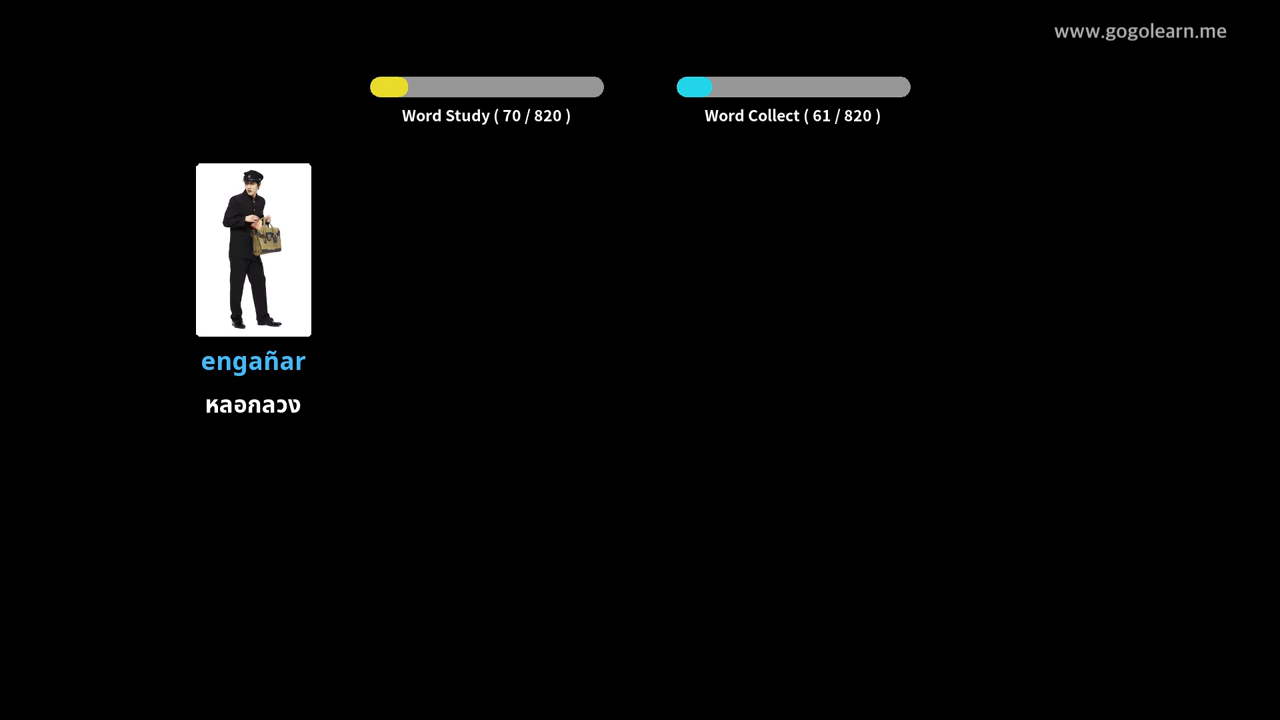 www.gogolearn.me
Word Study ( 70 / 820 )
Word Collect ( 61 / 820 )
engañar
หลอกลวง